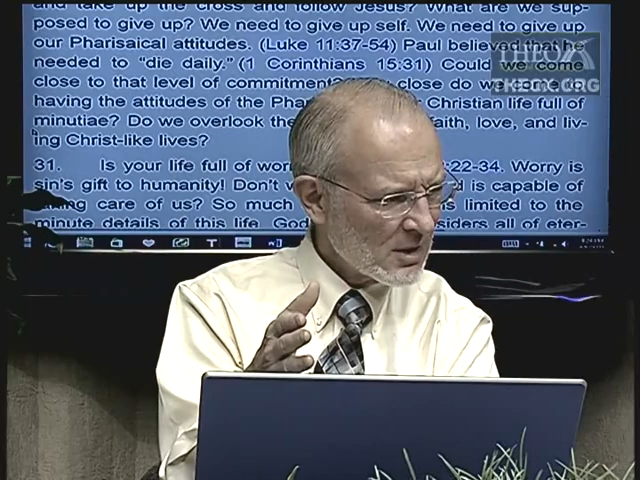 and take up the cross and follow Jesus? What are we sup-
posed to give up? We need to give up self. We need to give up
our Pharisaical attitudes. (Luke 11:37-54) Paul believed that he
needed to "die daily." (1 Corinthians 15:31) Could we come
close to that level of commitment? close do we come to
having the attitudes of the Christian life full of
minutiae? Do we overlook faith, love, and liv-
ing Christ-like lives?
31. Is your life full of :22-34. Worry is
sin's gift to humanity! Don't is capable of
taking care of us? So much is limited to the
minute details of this life. God all of eter-
THEOX
THEOX.ORG